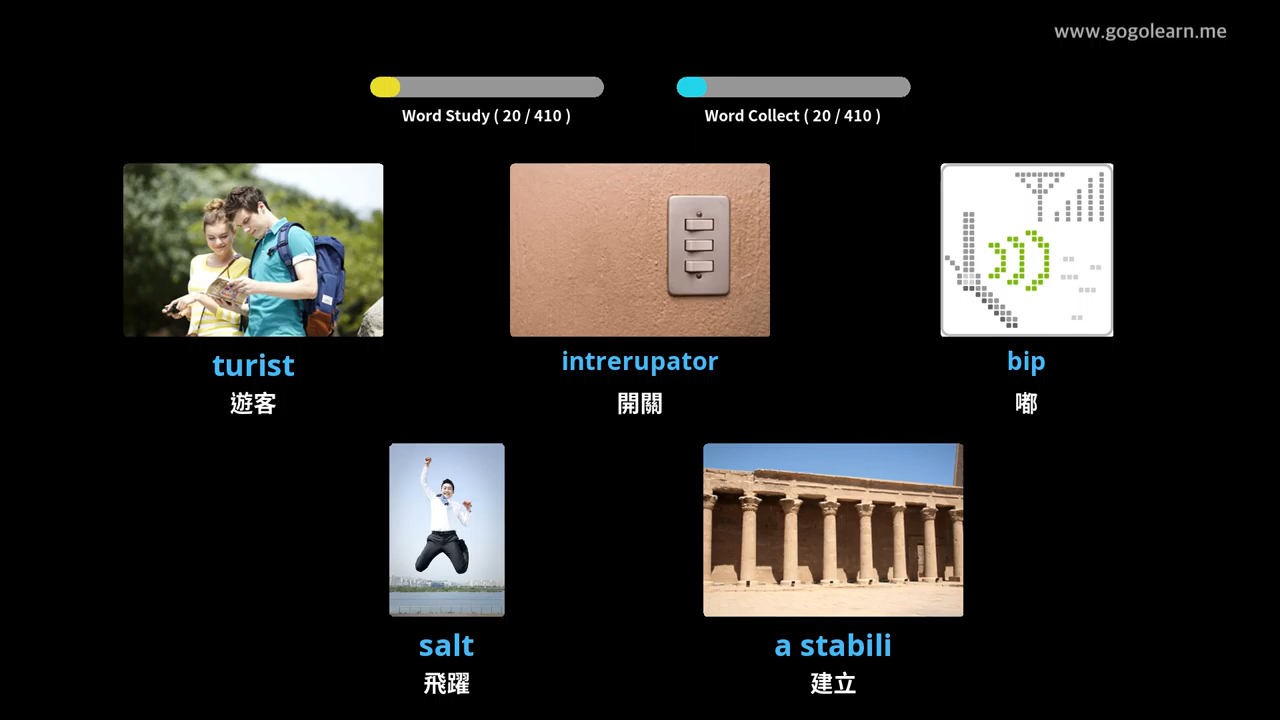 www.gogolearn.me
Word Study ( 20 / 410 )
Word Collect ( 20 / 410 )
turist
遊客
intrerupator
開關
bip
嘟
salt
飛躍
a stabili
建立